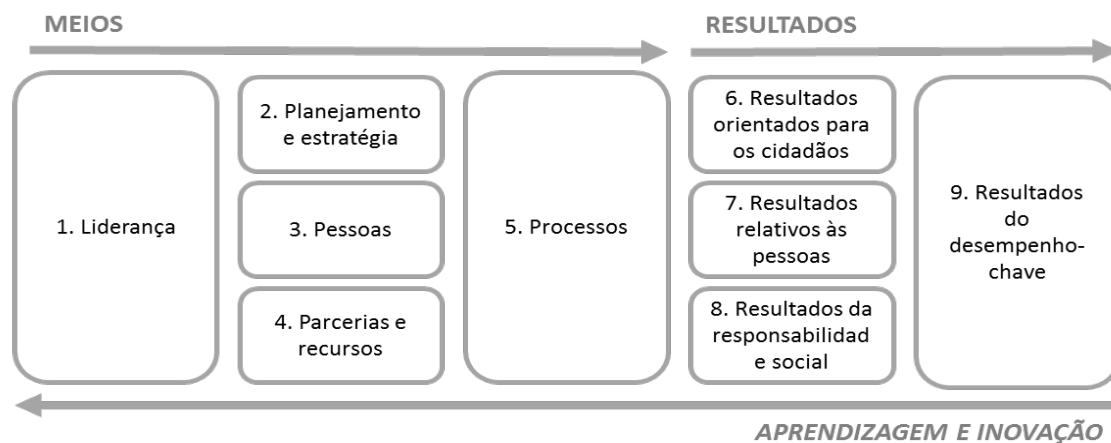 MEIOS
RESULTADOS
1. Liderança
2. Planejamento
e estratégia
3. Pessoas
4. Parcerias e
recursos
5. Processos
6. Resultados
orientados para
os cidadãos
7. Resultados
relativos às
pessoas
8. Resultados da
responsabilidad
e social
9. Resultados
do
desempenho-
chave
APRENDIZAGEM E INOVAÇÃO